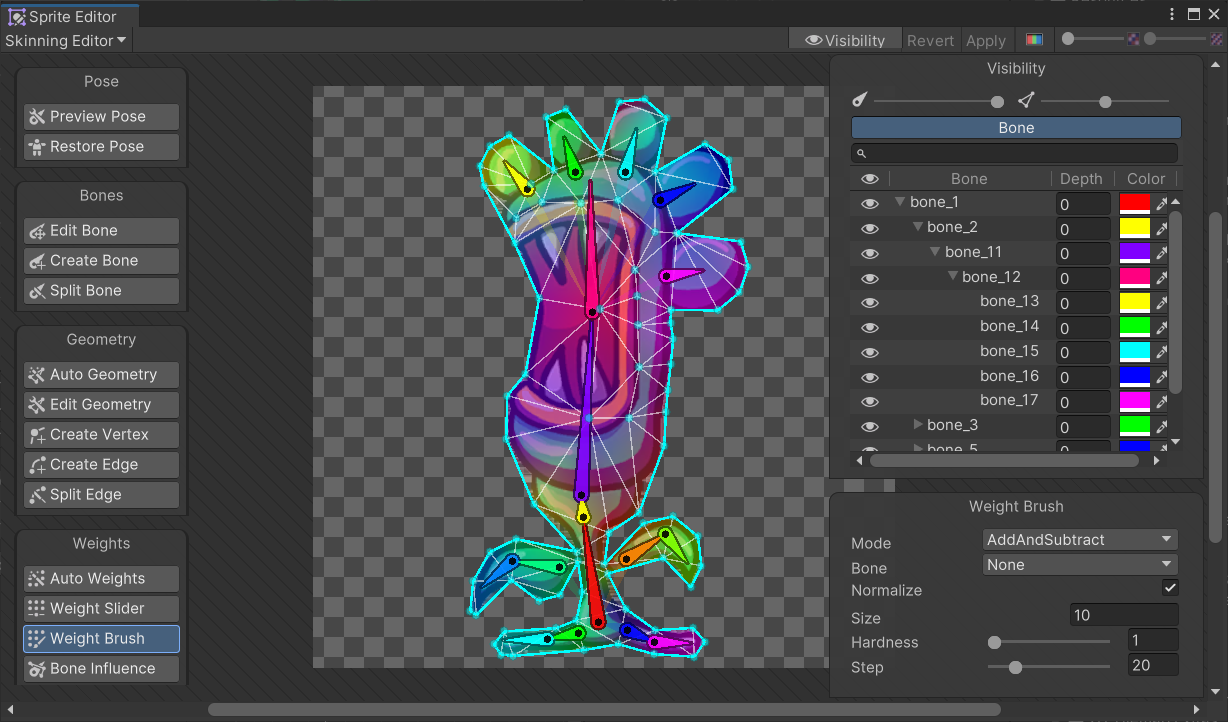 Sprite Editor
Skinning Editor
Visibility Revert Apply
Pose
Preview Pose
Restore Pose
Bones
Edit Bone
Create Bone
Split Bone
Geometry
Auto Geometry
Edit Geometry
Create Vertex
Create Edge
Split Edge
Weights
Auto Weights
Weight Slider
Weight Brush
Bone Influence
Visibility
Bone
Bone Depth Color
bone_1 0
bone_2 0
bone_11 0
bone_12 0
bone_13 0
bone_14 0
bone_15 0
bone_16 0
bone_17 0
bone_3 0
bone_5 0
Weight Brush
Mode AddAndSubtract
Bone None
Normalize
Size 10
Hardness 1
Step 20